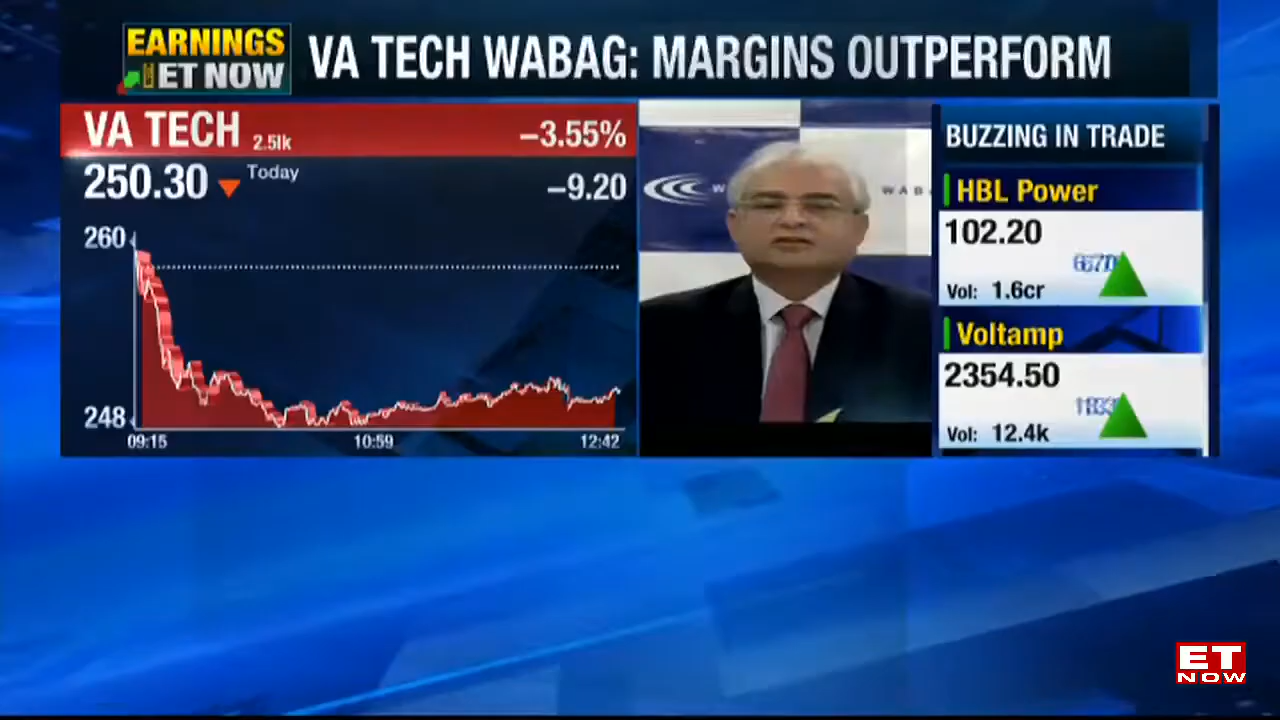 EARNINGS
ET NOW
VA TECH WABAG: MARGINS OUTPERFORM
VA TECH 2.5lk -3.55%
250.30 Today -9.20
260
248
09:15 10:59 12:42
W
WABA
BUZZING IN TRADE
HBL Power
102.20
Vol: 1.6cr
Voltamp
2354.50
Vol: 12.4k
ET
NOW